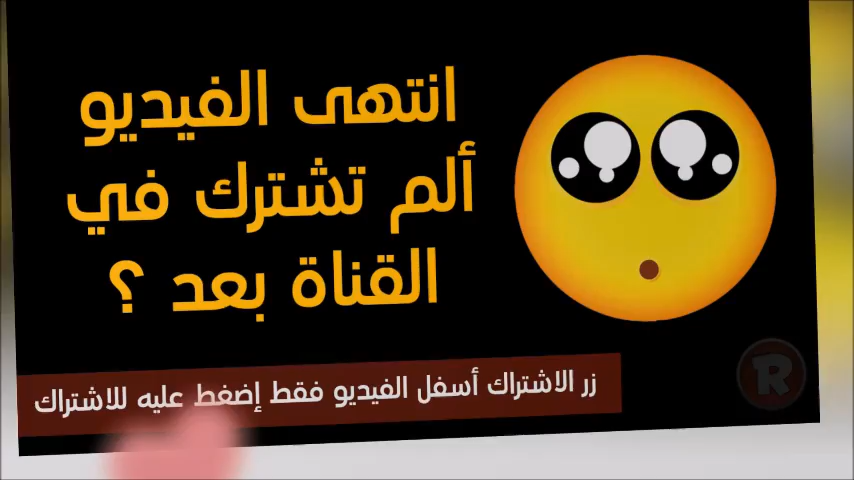 انتهى الفيديو
ألم تشترك في
القناة بعد ؟
زر الاشتراك أسفل الفيديو فقط إضغط عليه للاشتراك
R